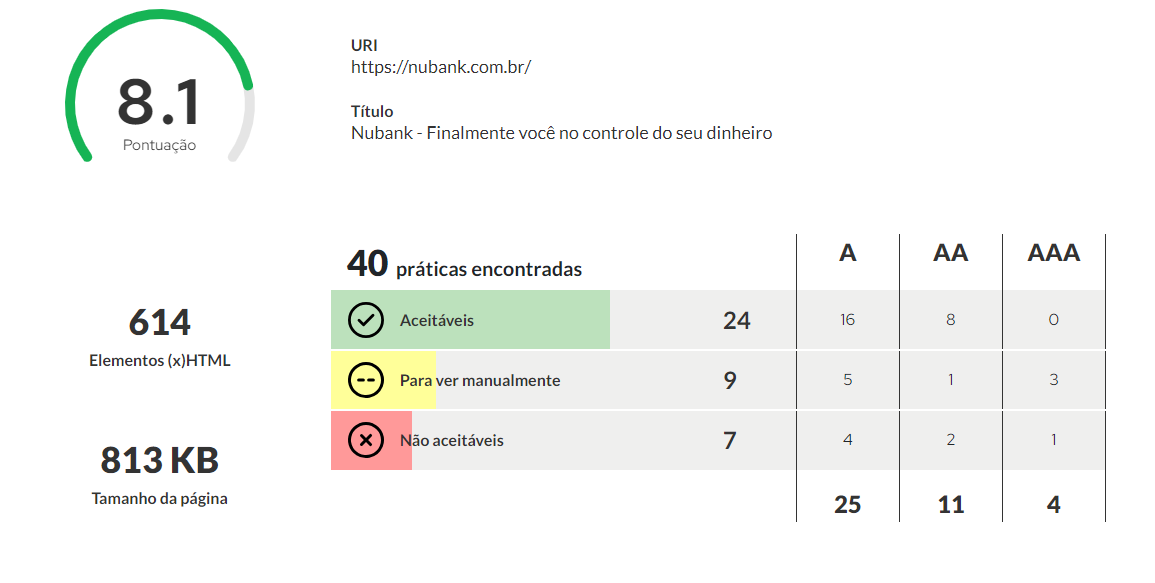 8.1
Pontuação
URI
https://nubank.com.br/
Título
Nubank - Finalmente você no controle do seu dinheiro
614
Elementos (x)HTML
813 KB
Tamanho da página
40 práticas encontradas A AA AAA
Aceitáveis 24 16 8 0
Para ver manualmente 9 5 1 3
Não aceitáveis 7 4 2 1
25 11 4